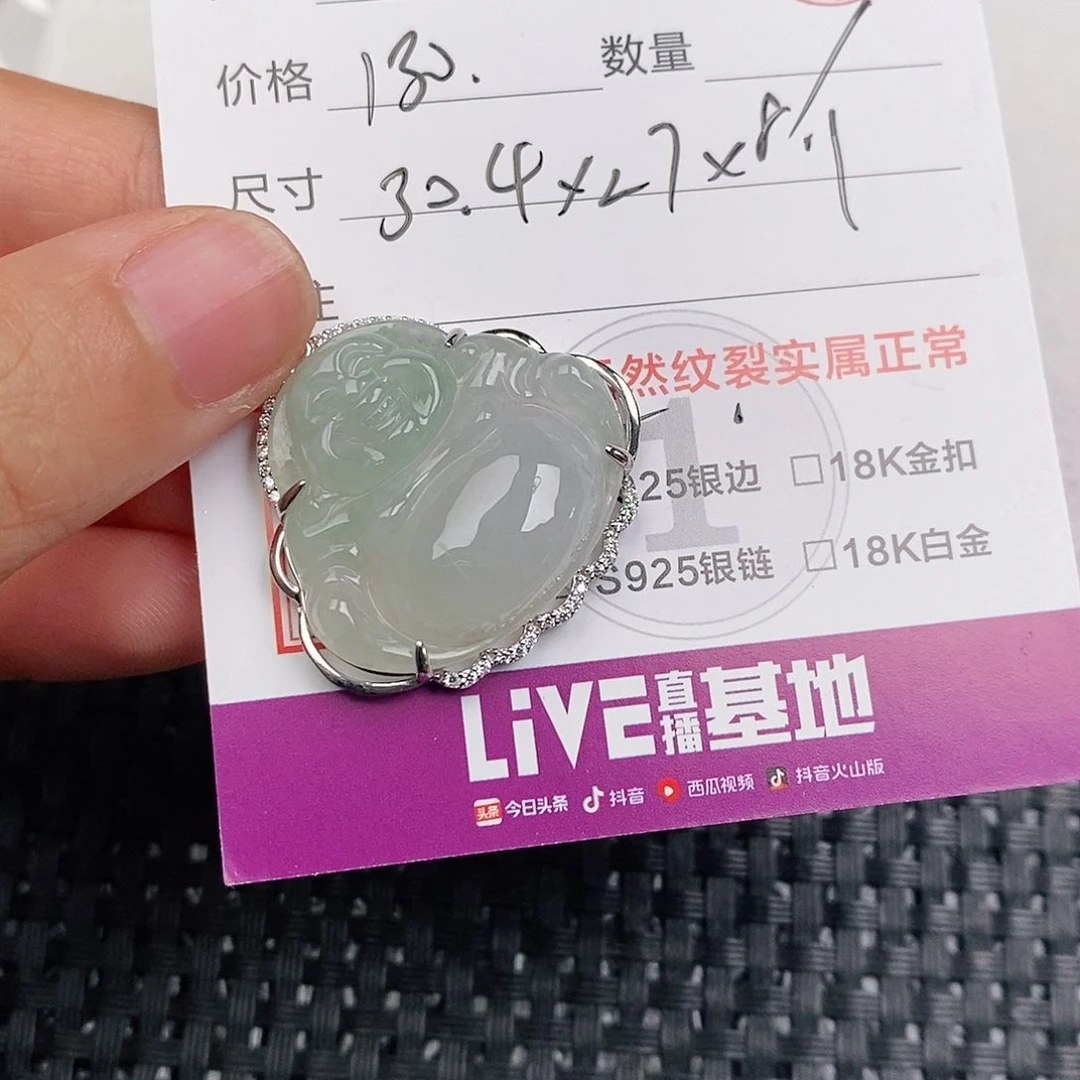 价格 130. 数量
尺寸 30.4x27x8.1
然纹裂实属正常
25银边 □18K金扣
S925银链 □18K白金
1
LiVE直播基地
头条 今日头条 抖音 西瓜视频 抖音火山版